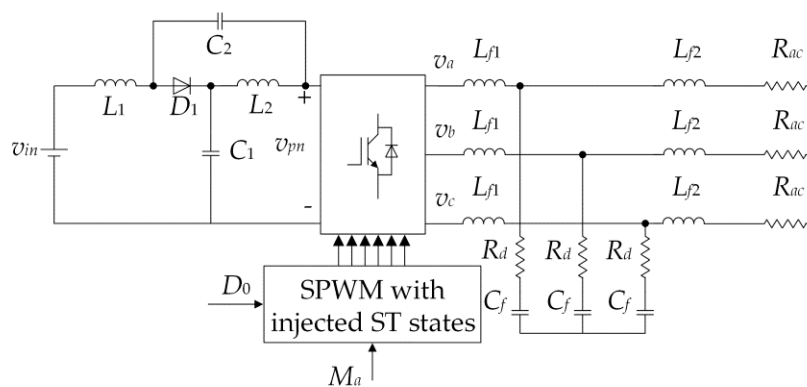 C2
va
Lf1
Lf2
Rac
L1
D1
L2
+
vb
Lf1
Lf2
Rac
vin
C1
vpn
vc
Lf1
Lf2
Rac
-
Rd
Rd
Rd
D0
SPWM with
injected ST states
Cf
Cf
Cf
Ma